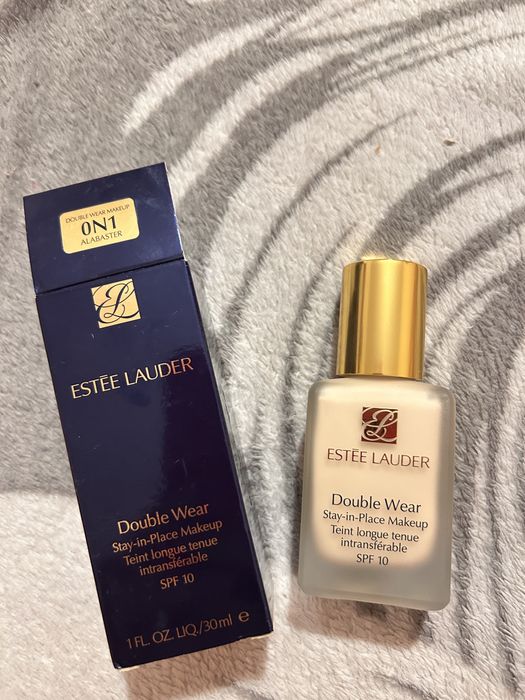 DOUBLE WEAR MAKEUP
0N1
ALABASTER
ESTĒE LAUDER
Double Wear
Stay-in-Place Makeup
Teint longue tenue
intransférable
SPF 10
1 FL. OZ. LIQ./30ml e
ESTĒE LAUDER
Double Wear
Stay-in-Place Makeup
Teint longue tenue
intransférable
SPF 10